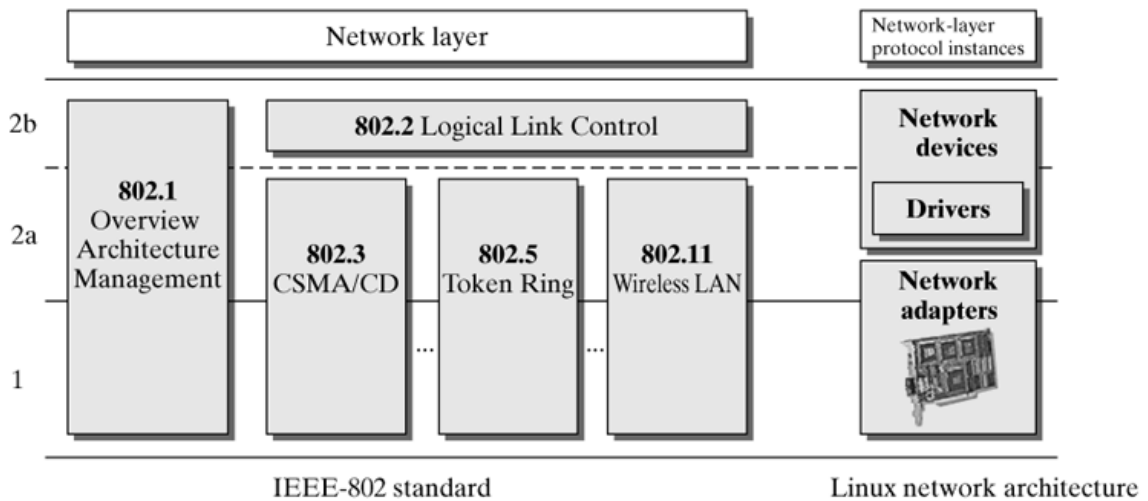 Network layer
Network-layer
protocol instances
2b
802.2 Logical Link Control
Network
devices
Drivers
2a
802.1
Overview
Architecture
Management
802.3
CSMA/CD
802.5
Token Ring
802.11
Wireless LAN
Network
adapters
...
...
1
IEEE-802 standard
Linux network architecture